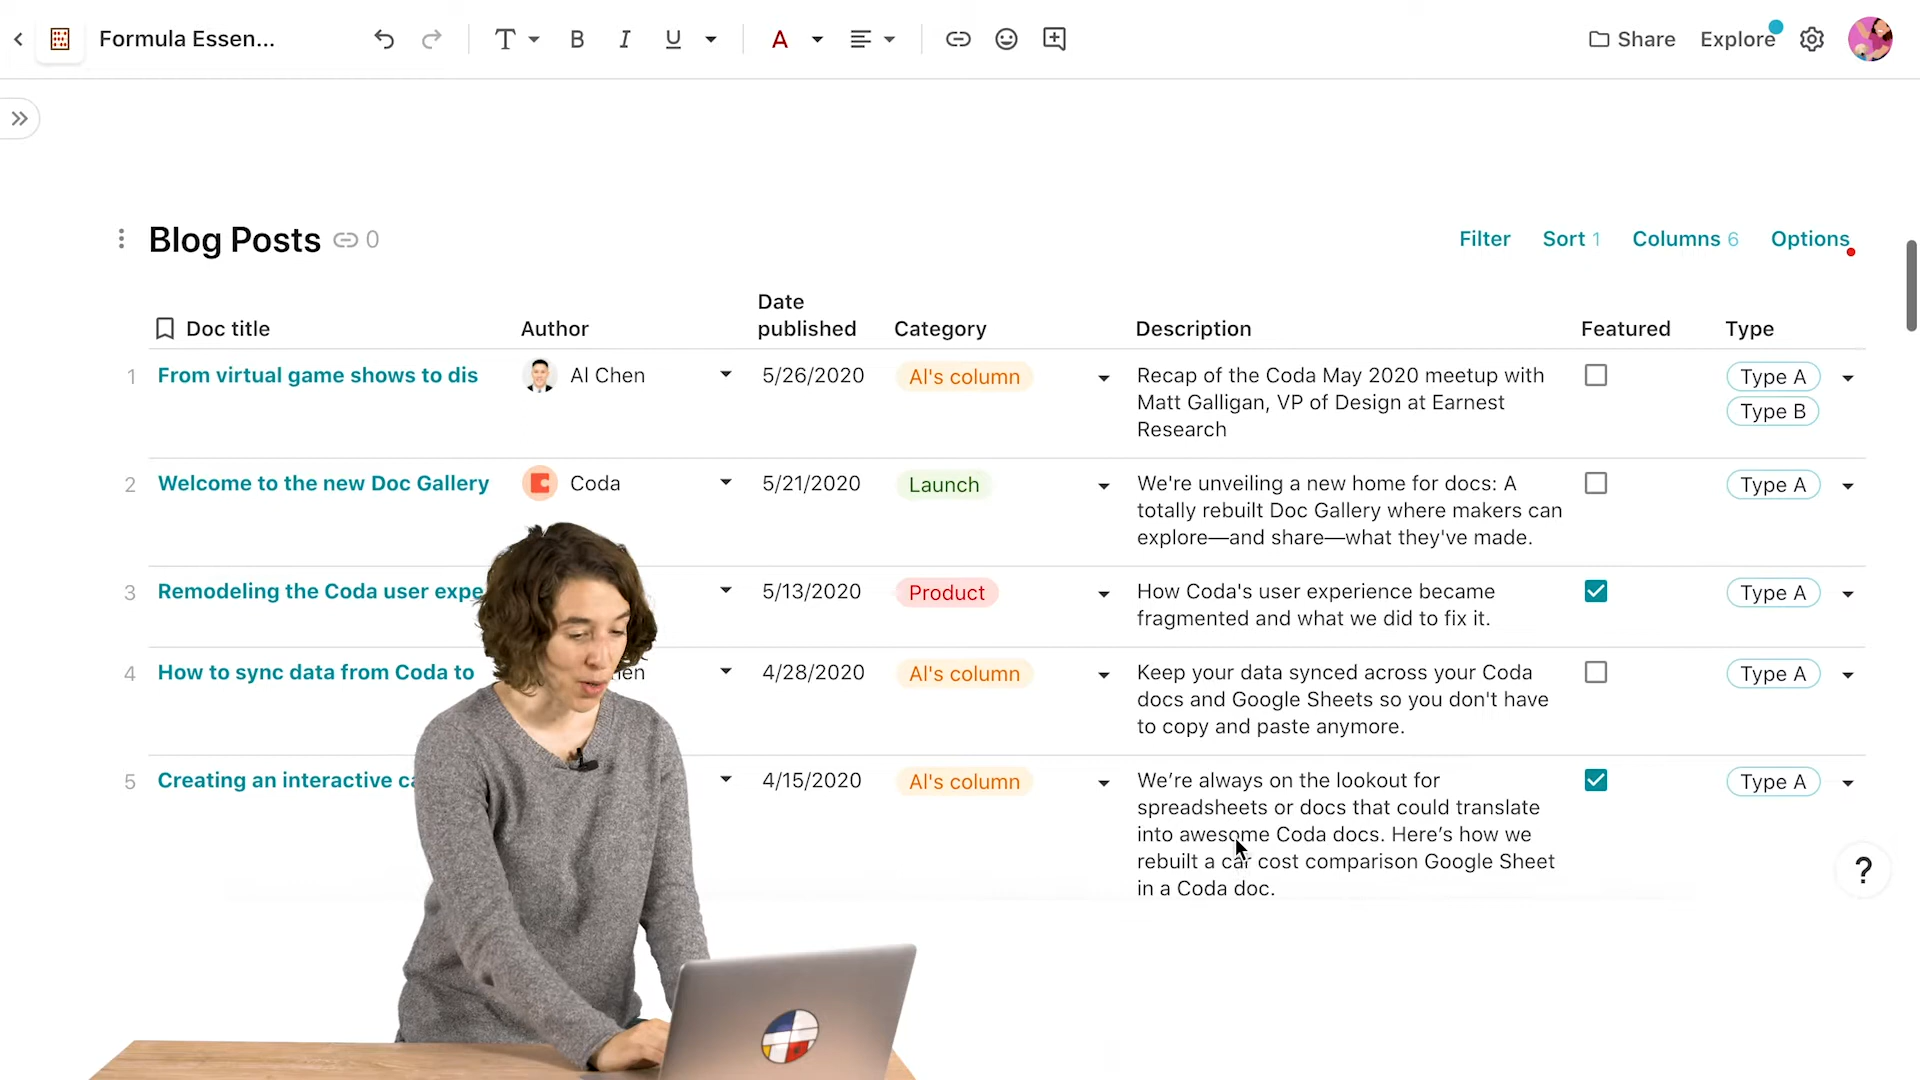 Formula Essen...
T
B
I
U
A
Share
Explore
Blog Posts
0
Filter
Sort 1
Columns 6
Options
Doc title
Author
Date
published
Category
Description
Featured
Type
1
From virtual game shows to dis
Al Chen
5/26/2020
Al's column
Recap of the Coda May 2020 meetup with
Matt Galligan, VP of Design at Earnest
Research
Type A
Type B
2
Welcome to the new Doc Gallery
Coda
5/21/2020
Launch
We're unveiling a new home for docs: A
totally rebuilt Doc Gallery where makers can
explore—and share—what they've made.
Type A
3
Remodeling the Coda user expe
5/13/2020
Product
How Coda's user experience became
fragmented and what we did to fix it.
Type A
4
How to sync data from Coda to
en
4/28/2020
Al's column
Keep your data synced across your Coda
docs and Google Sheets so you don't have
to copy and paste anymore.
Type A
5
Creating an interactive ca
4/15/2020
Al's column
We’re always on the lookout for
spreadsheets or docs that could translate
into awesome Coda docs. Here’s how we
rebuilt a car cost comparison Google Sheet
in a Coda doc.
Type A
?